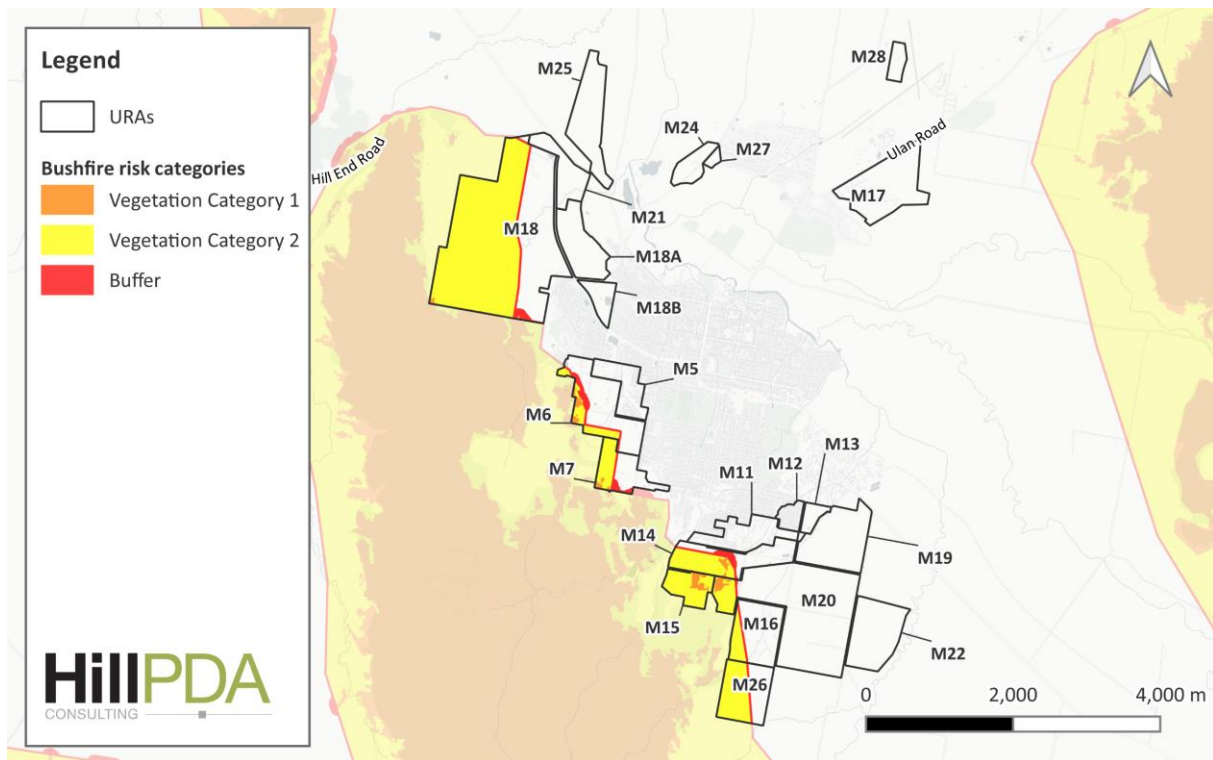 Legend
URAs
Bushfire risk categories
Vegetation Category 1
Vegetation Category 2
Buffer
HillPDA
CONSULTING
M25
M28
M24
M27
Hill End Road
Ulan Road
M17
M21
M18
M18A
M18B
M5
M6
M7
M13
M12
M11
M14
M19
M20
M16
M15
M22
M26
0 2,000 4,000 m